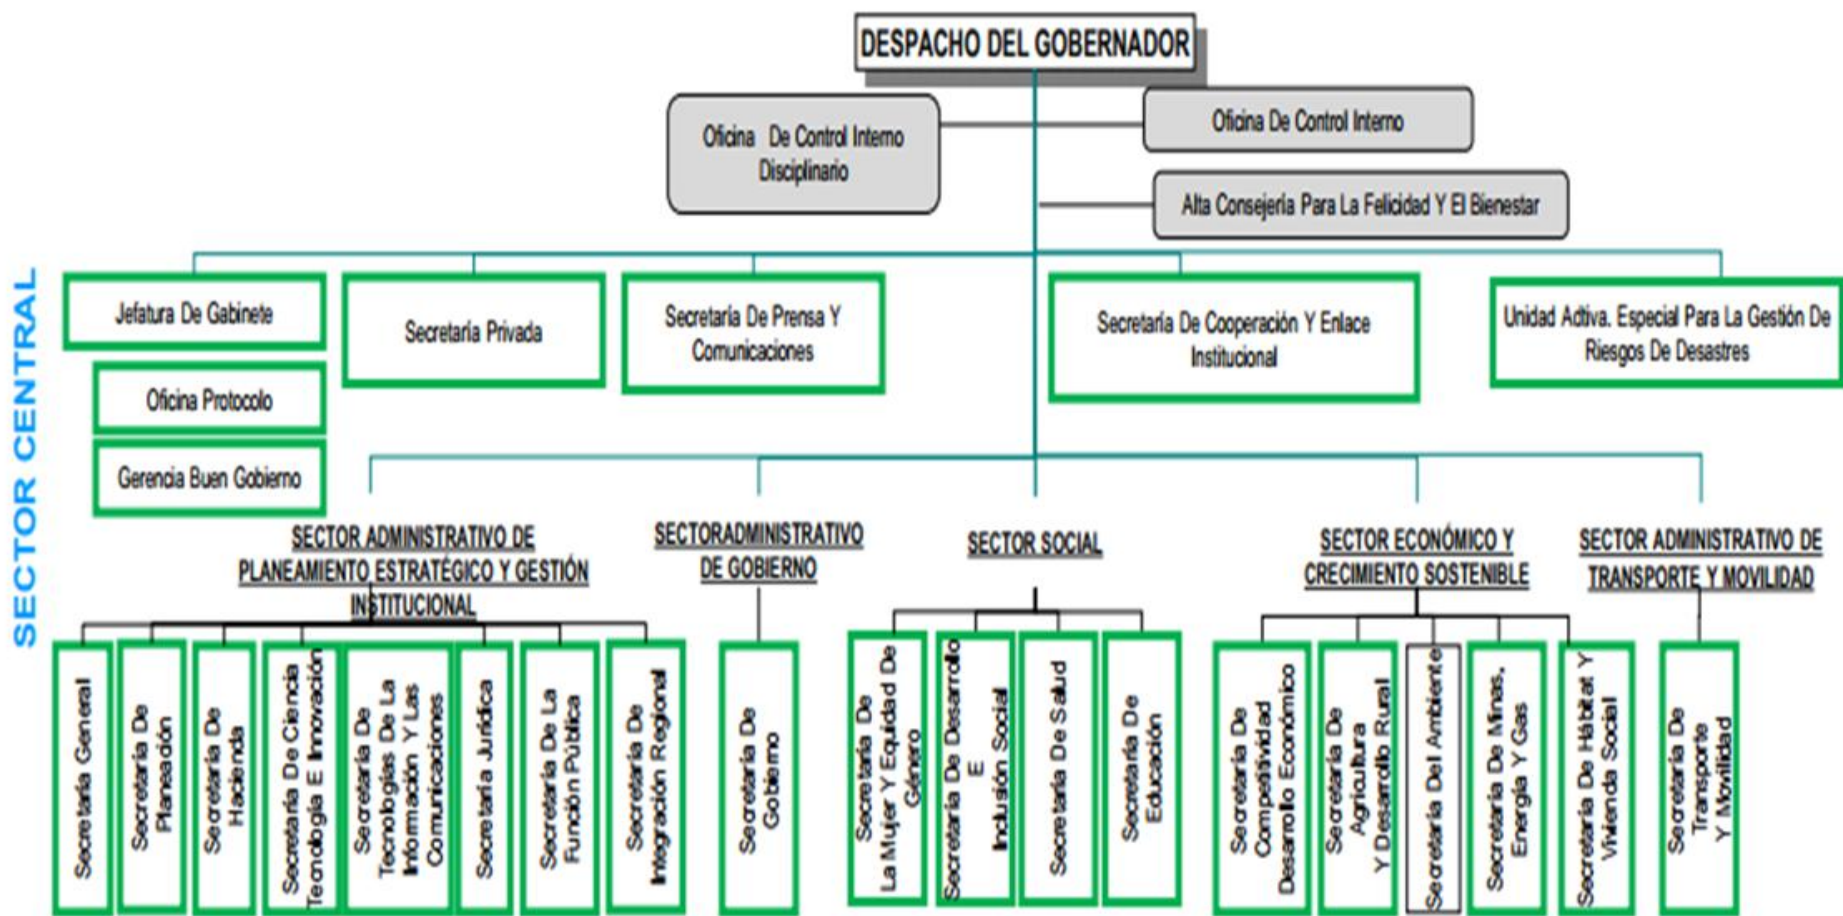 DESPACHO DEL GOBERNADOR
Oficina De Control Interno
Disciplinario
Oficina De Control Interno
Alta Consejería Para La Felicidad Y El Bienestar
SECTOR CENTRAL
Jefatura De Gabinete
Secretaría Privada
Secretaría De Prensa Y
Comunicaciones
Secretaría De Cooperación Y Enlace
Institucional
Unidad Adtiva. Especial Para La Gestión De
Riesgos De Desastres
Oficina Protocolo
Gerencia Buen Gobierno
SECTOR ADMINISTRATIVO DE
PLANEAMIENTO ESTRATÉGICO Y GESTIÓN
INSTITUCIONAL
SECTORADMINISTRATIVO
DE GOBIERNO
SECTOR SOCIAL
SECTOR ECONÓMICO Y
CRECIMIENTO SOSTENIBLE
SECTOR ADMINISTRATIVO DE
TRANSPORTE Y MOVILIDAD
Secretaría General
Secretaría De
Planeación
Secretaría De
Hacienda
Secretaría De Ciencia
Tecnología E Innovación
Secretaría De
Tecnologías De La
Información Y Las
Comunicaciones
Secretaría Jurídica
Secretaría De La
Función Pública
Secretaría De
Integración Regional
Secretaría De
Gobierno
Secretaría De
La Mujer Y Equidad De
Género
Secretaría De Desarrollo
E
Inclusión Social
Secretaría De Salud
Secretaría De
Educación
Secretaría De
Competitividad
Desarrollo Económico
Secretaría De
Agricultura
Y Desarrollo Rural
Secretaría Del Ambiente
Secretaría De Minas,
Energía Y Gas
Secretaría De Hábitat Y
Vivienda Social
Secretaría De
Transporte
Y Movilidad